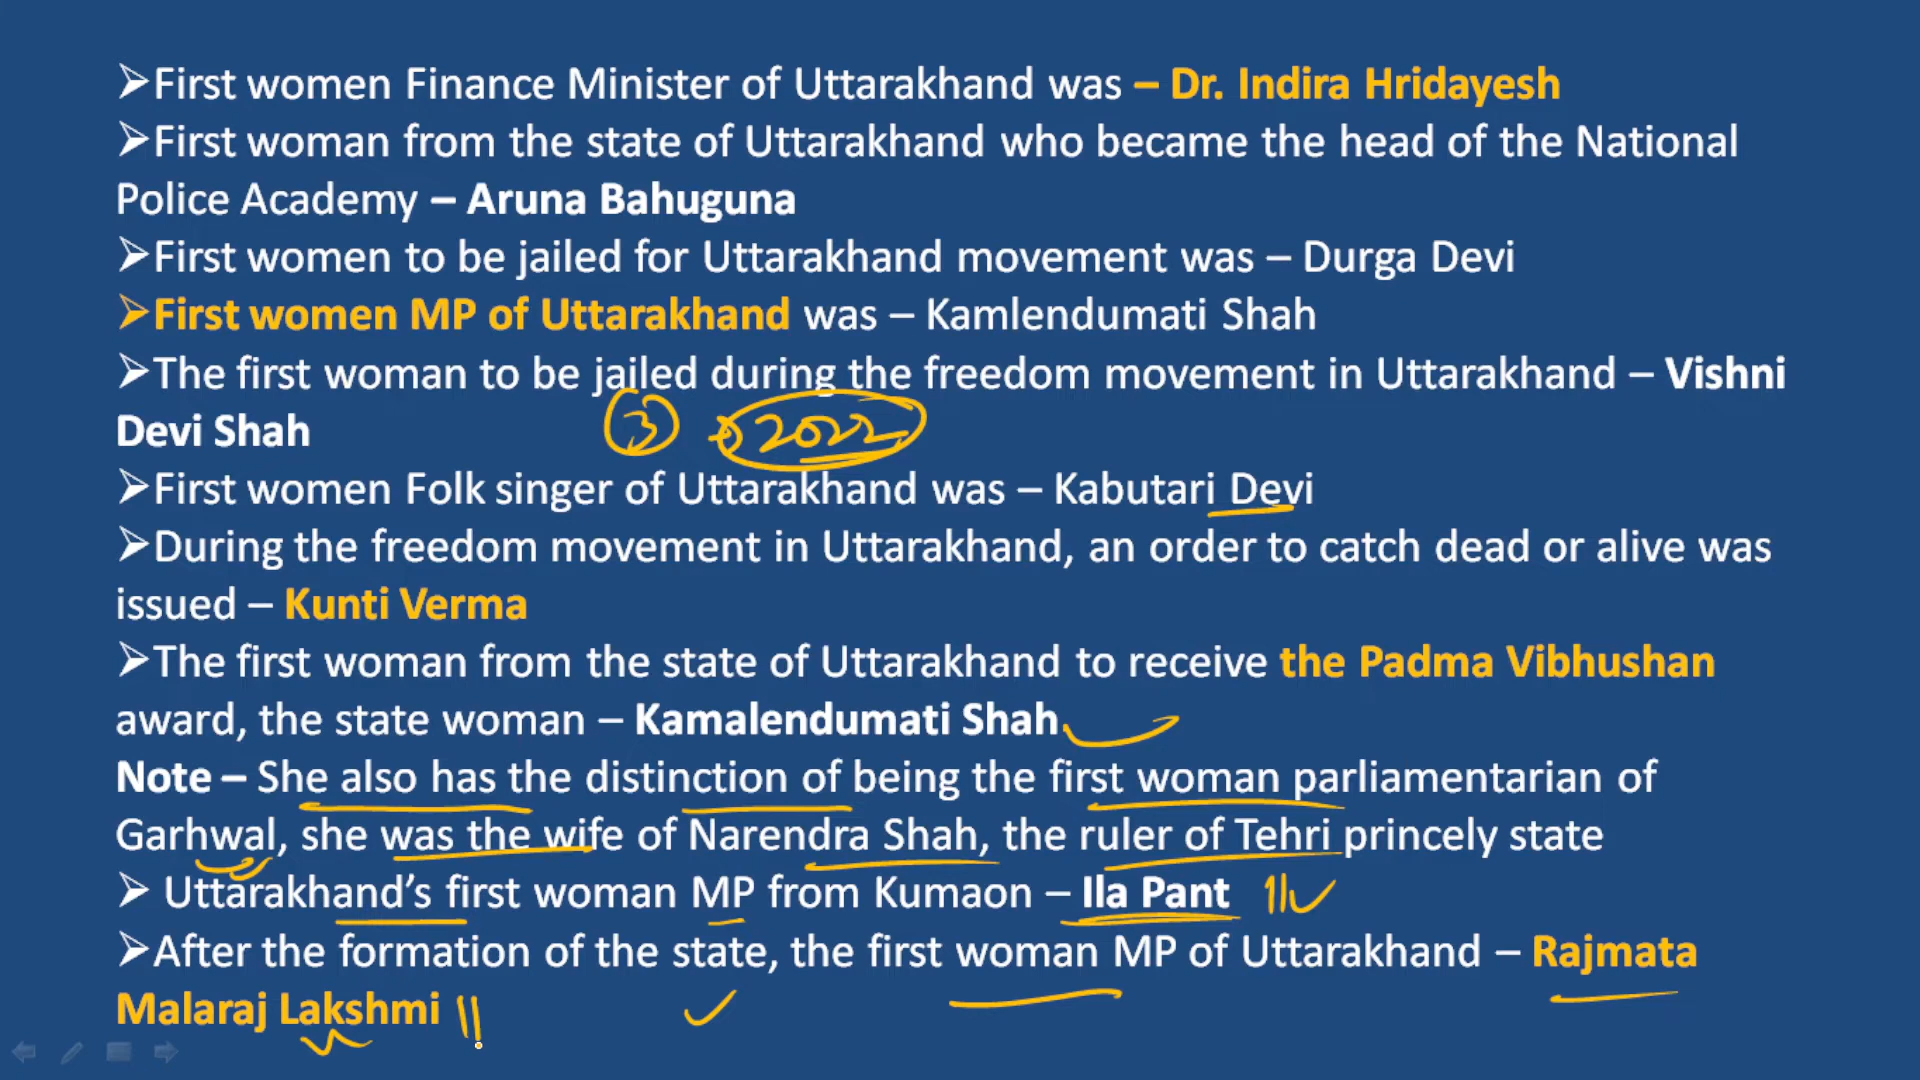 ➢First women Finance Minister of Uttarakhand was – Dr. Indira Hridayesh
➢First woman from the state of Uttarakhand who became the head of the National
Police Academy – Aruna Bahuguna
➢First women to be jailed for Uttarakhand movement was – Durga Devi
➢First women MP of Uttarakhand was – Kamlendumati Shah
➢The first woman to be jailed during the freedom movement in Uttarakhand – Vishni
Devi Shah
3 2022
➢First women Folk singer of Uttarakhand was – Kabutari Devi
➢During the freedom movement in Uttarakhand, an order to catch dead or alive was
issued – Kunti Verma
➢The first woman from the state of Uttarakhand to receive the Padma Vibhushan
award, the state woman – Kamalendumati Shah
Note – She also has the distinction of being the first woman parliamentarian of
Garhwal, she was the wife of Narendra Shah, the ruler of Tehri princely state
➢ Uttarakhand’s first woman MP from Kumaon – Ila Pant
➢After the formation of the state, the first woman MP of Uttarakhand – Rajmata
Malaraj Lakshmi